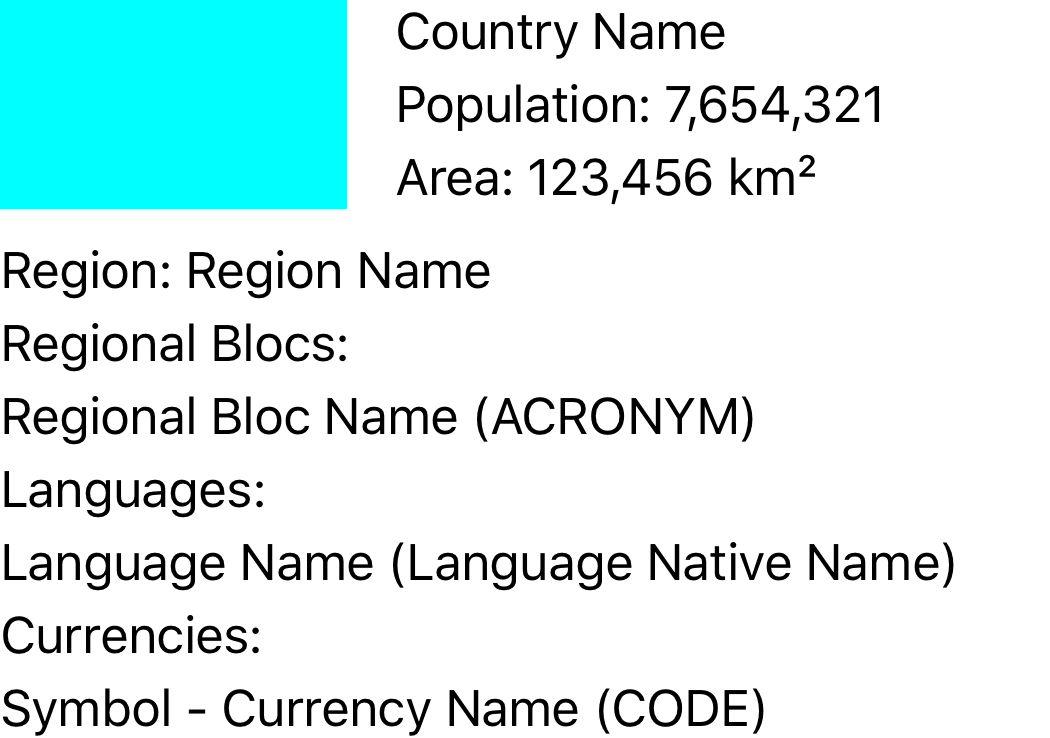 Country Name
Population: 7,654,321
Area: 123,456 km²
Region: Region Name
Regional Blocs:
Regional Bloc Name (ACRONYM)
Languages:
Language Name (Language Native Name)
Currencies:
Symbol - Currency Name (CODE)